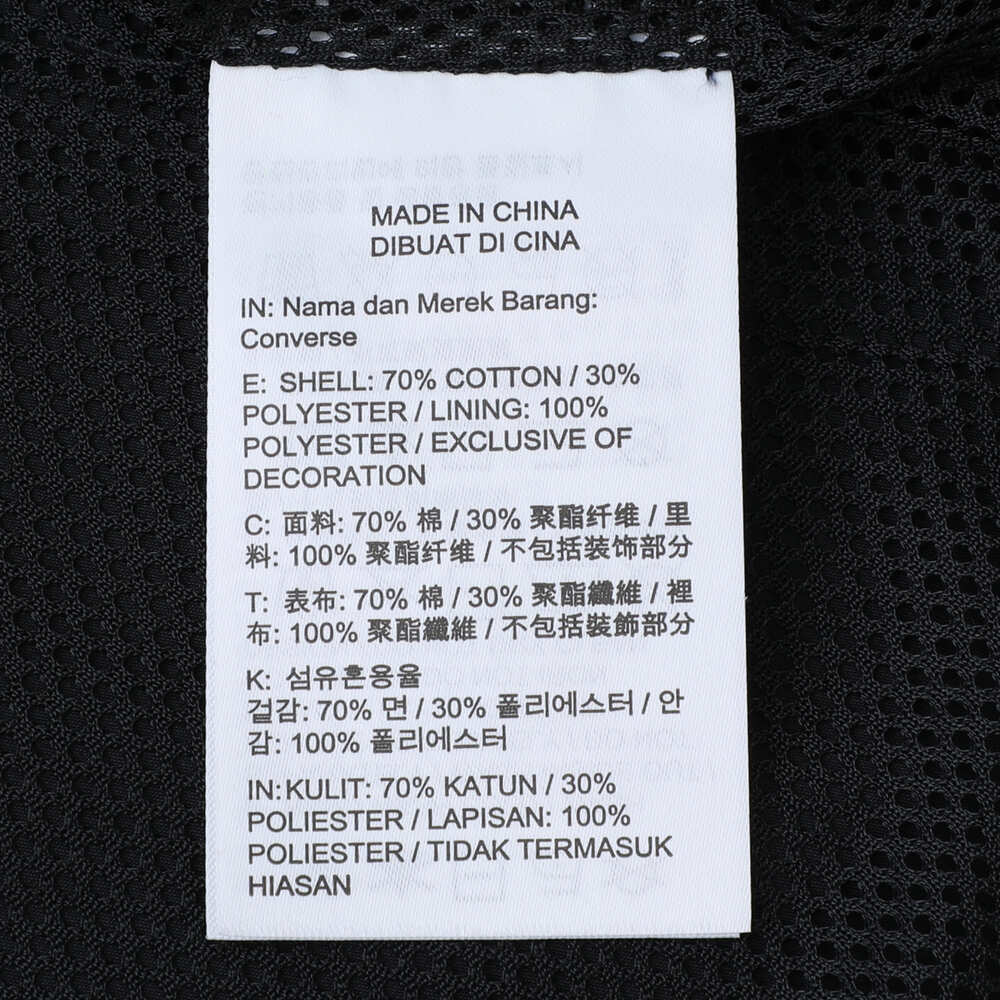 MADE IN CHINA
DIBUAT DI CINA
IN: Nama dan Merek Barang:
Converse
E: SHELL: 70% COTTON / 30%
POLYESTER / LINING: 100%
POLYESTER / EXCLUSIVE OF
DECORATION
C: 面料: 70% 棉 / 30% 聚酯纤维 / 里
料: 100% 聚酯纤维 / 不包括装饰部分
T: 表布: 70% 棉 / 30% 聚酯纖維 / 裡
布: 100% 聚酯纖維 / 不包括裝飾部分
K: 섬유혼용율
겉감: 70% 면 / 30% 폴리에스터 / 안
감: 100% 폴리에스터
IN:KULIT: 70% KATUN / 30%
POLIESTER / LAPISAN: 100%
POLIESTER / TIDAK TERMASUK
HIASAN